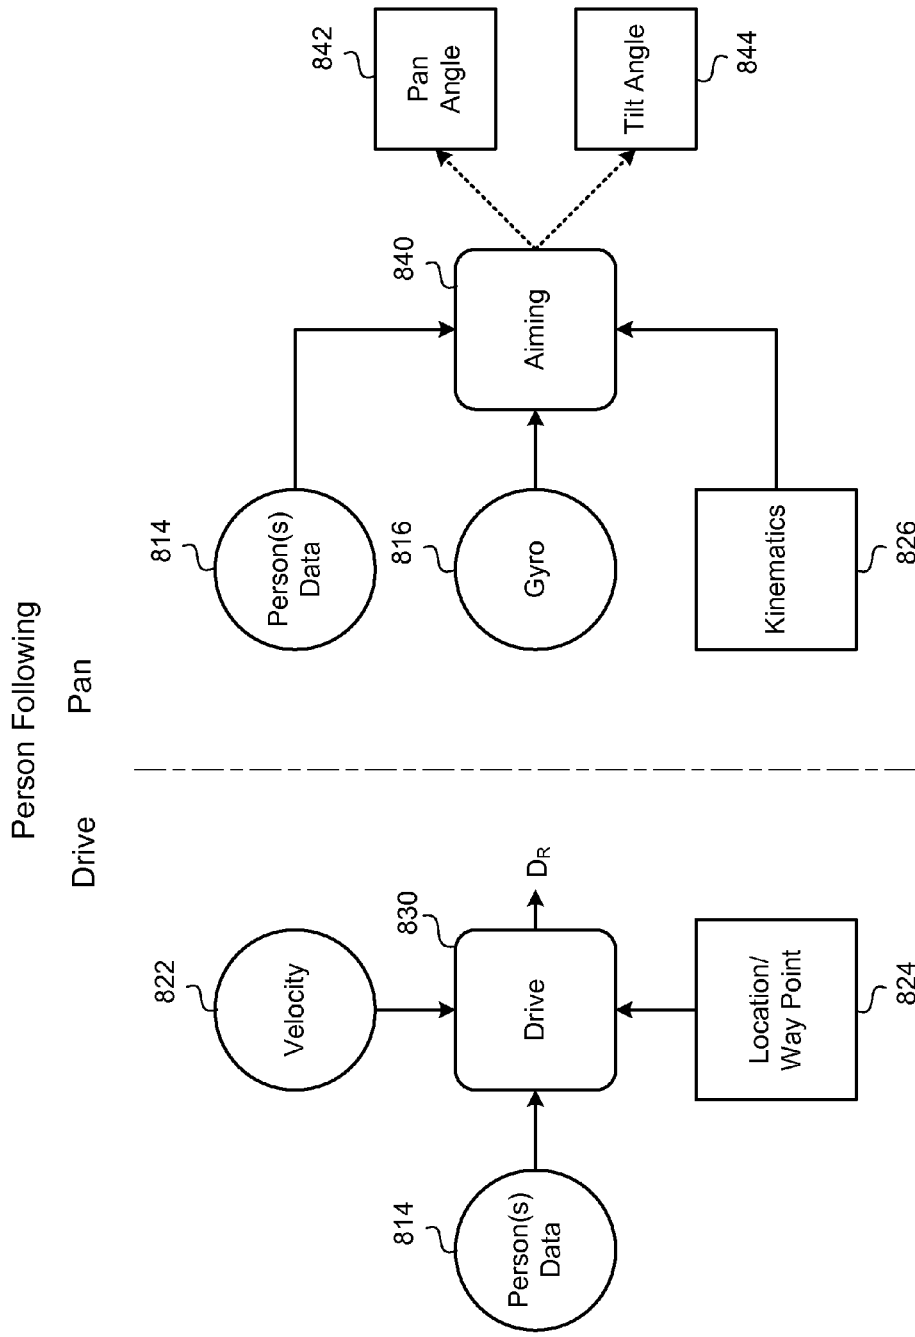 Person Following
Drive
Pan
822
Velocity
814
Person(s)
Data
830
Drive
DR
Location/
Way Point
824
814
Person(s)
Data
816
Gyro
Kinematics
826
840
Aiming
842
Pan
Angle
Tilt Angle
844